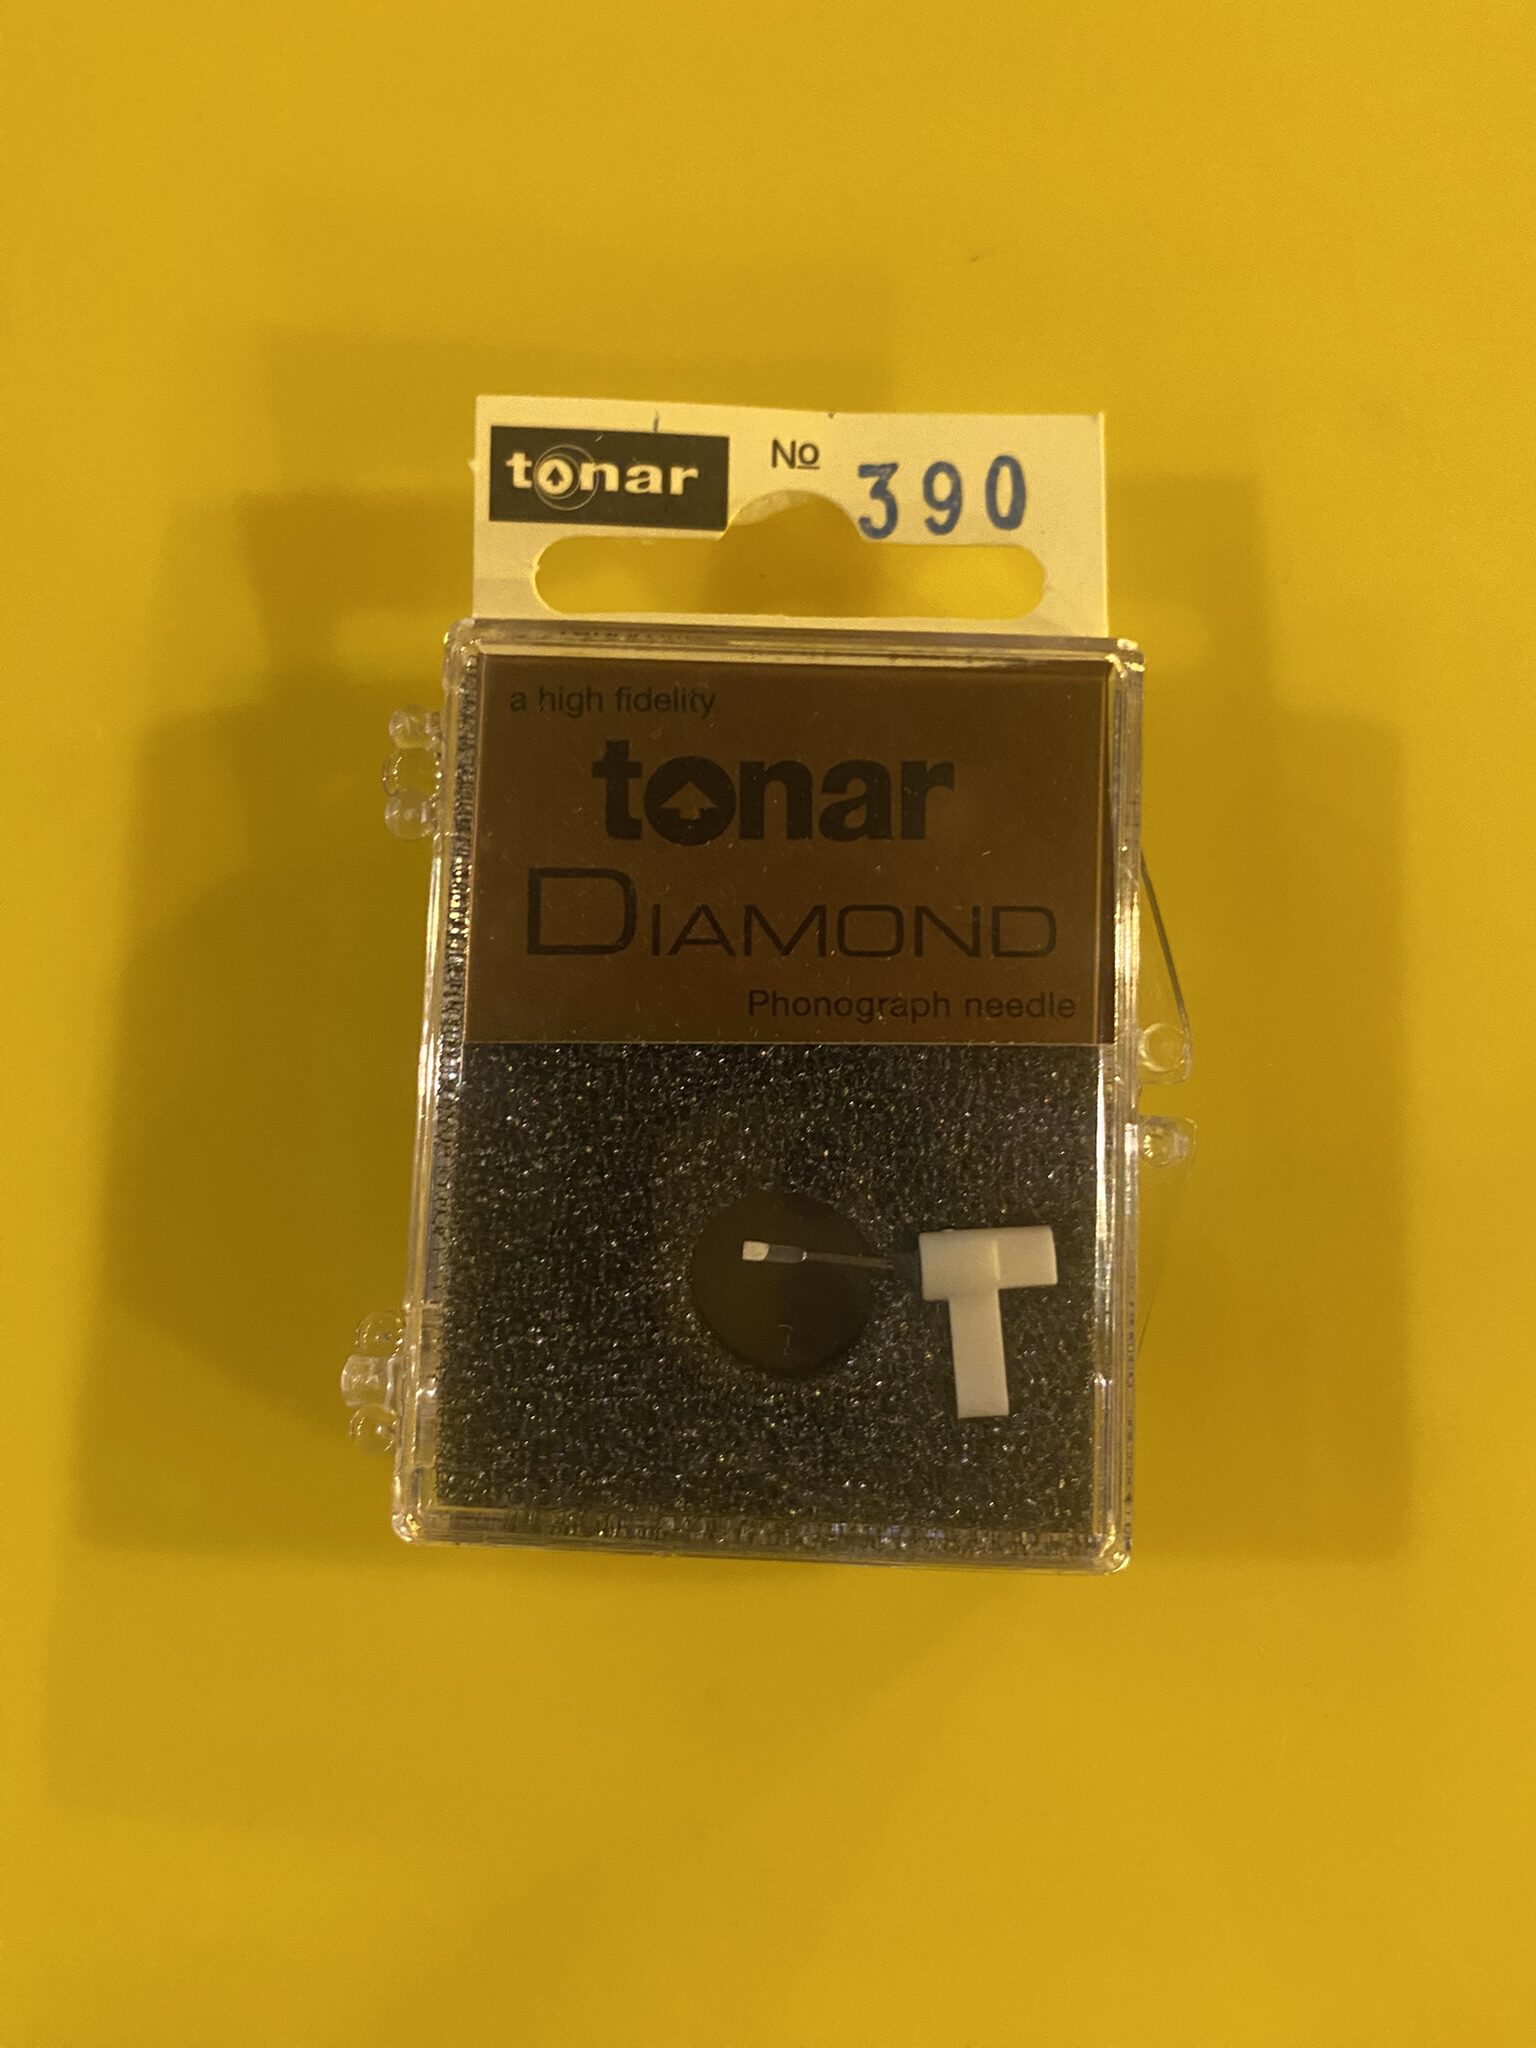 tonar
No 390
a high fidelity
tonar
DIAMOND
Phonograph needle